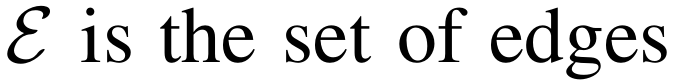 ℰ is the set of edges